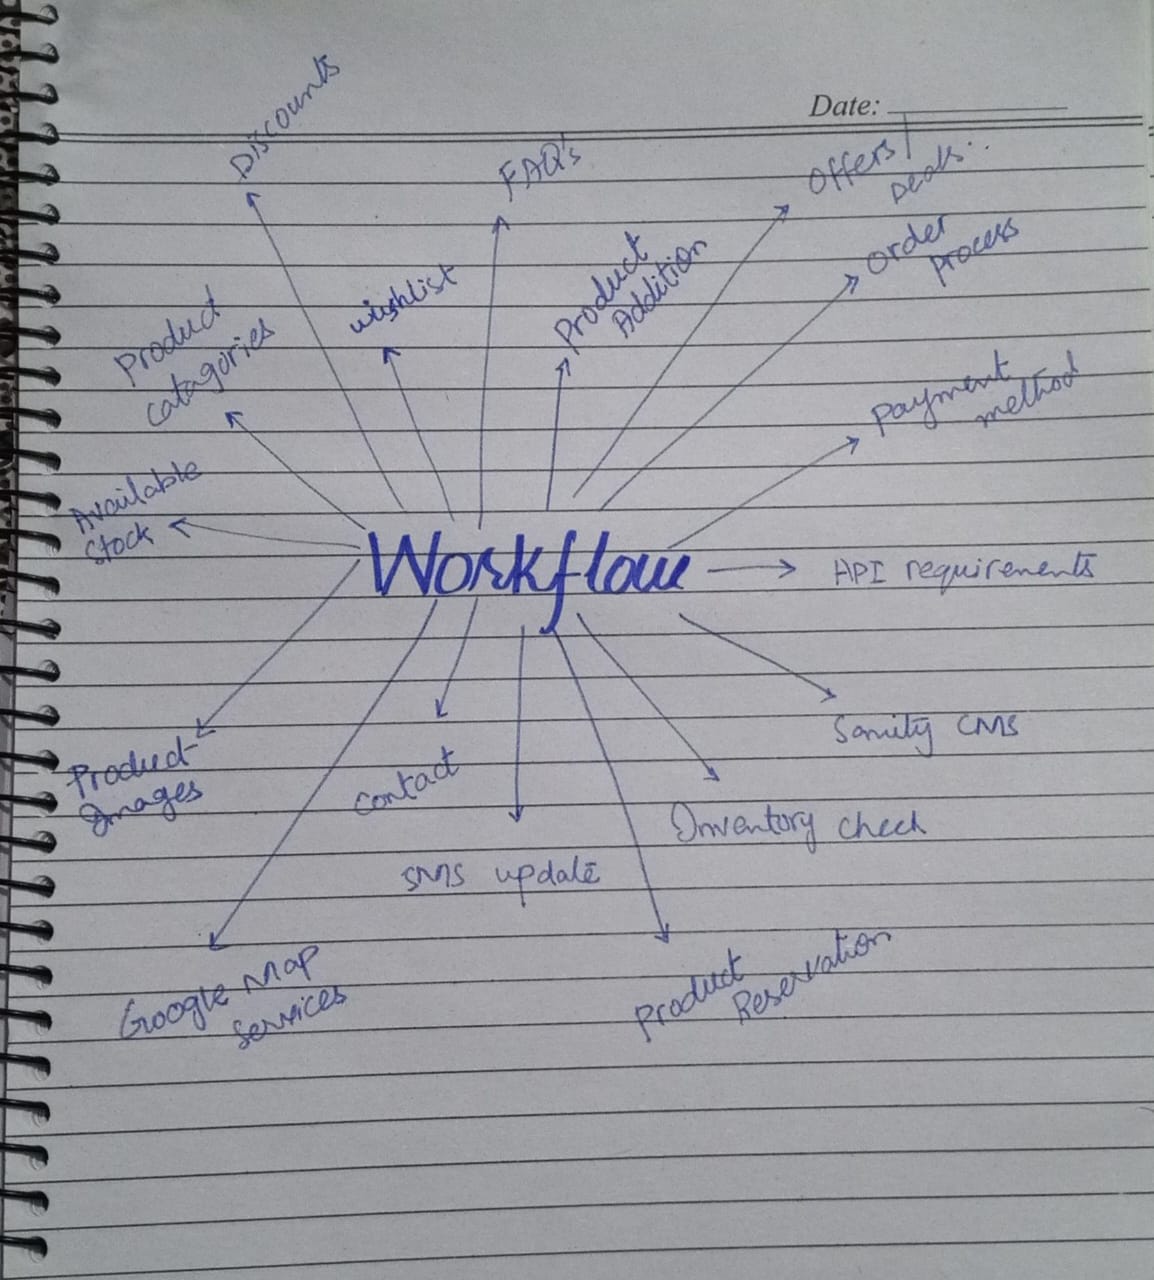 Date:
Discounts
FAQ's
Offers /
Deals..
Order
process
Product
Addition
wishlist
Product
catagories
payment
method
Available
stock
Workflow
API requirements
Product
Images
contact
Sanity CMS
Inventory check
SMS update
Google Map
services
Product
Reservation